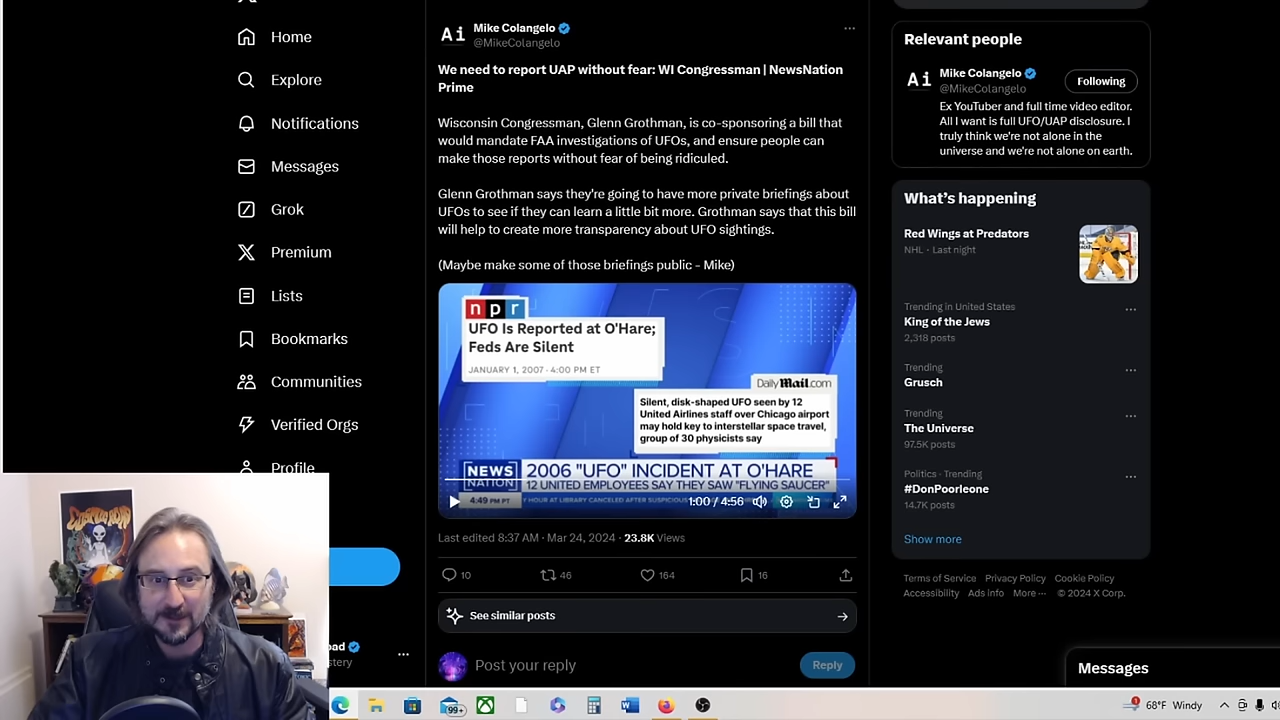 Home
Explore
Notifications
Messages
Grok
Premium
Lists
Bookmarks
Communities
Verified Orgs
Profile
Mike Colangelo
@MikeColangelo
We need to report UAP without fear: WI Congressman | NewsNation
Prime
Wisconsin Congressman, Glenn Grothman, is co-sponsoring a bill that
would mandate FAA investigations of UFOs, and ensure people can
make those reports without fear of being ridiculed.
Glenn Grothman says they're going to have more private briefings about
UFOs to see if they can learn a little bit more. Grothman says that this bill
will help to create more transparency about UFO sightings.
(Maybe make some of those briefings public - Mike)
npr
UFO Is Reported at O'Hare;
Feds Are Silent
JANUARY 1, 2007 · 4:00 PM ET
Daily Mail.com
Silent, disk-shaped UFO seen by 12
United Airlines staff over Chicago airport
may hold key to interstellar space travel,
group of 30 physicists say
NEWS
NATION
2006 "UFO" INCIDENT AT O'HARE
12 UNITED EMPLOYEES SAY THEY SAW "FLYING SAUCER"
4:49 PM PT
HOUR AT LIBRARY CANCELED AFTER SUSPICIOUS
1:00 / 4:56
Last edited 8:37 AM · Mar 24, 2024 · 23.8K Views
10
46
164
16
See similar posts
Post your reply
Reply
Relevant people
Mike Colangelo
@MikeColangelo
Following
Ex YouTuber and full time video editor.
All I want is full UFO/UAP disclosure. I
truly think we're not alone in the
universe and we're not alone on earth.
What's happening
Red Wings at Predators
NHL · Last night
Trending in United States
King of the Jews
2,318 posts
Trending
Grusch
Trending
The Universe
97.5K posts
Politics · Trending
#DonPoorleone
14.7K posts
Show more
Terms of Service Privacy Policy Cookie Policy
Accessibility Ads info More ··· © 2024 X Corp.
Messages
99+
68°F Windy